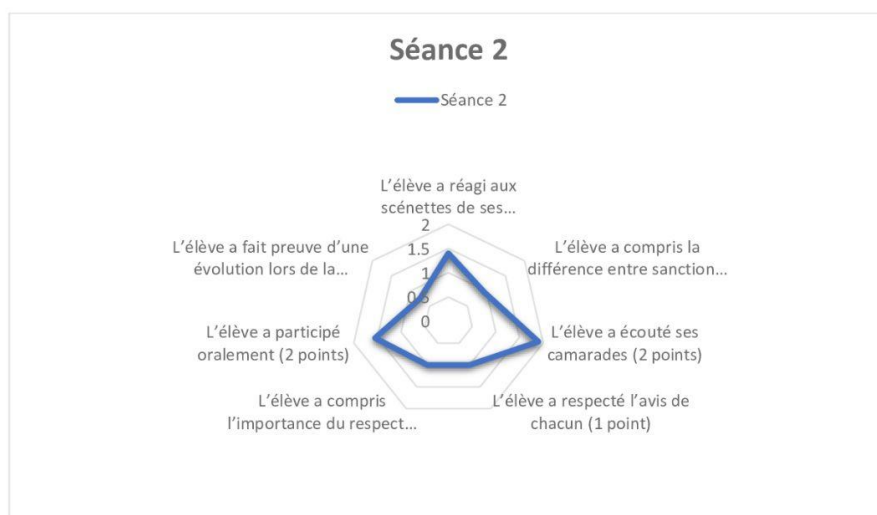 Séance 2
Séance 2
L’élève a réagi aux
scénettes de ses...
L’élève a compris la
différence entre sanction...
L’élève a écouté ses
camarades (2 points)
L’élève a respecté l’avis de
chacun (1 point)
L’élève a compris
l’importance du respect...
L’élève a participé
oralement (2 points)
L’élève a fait preuve d’une
évolution lors de la...
2
1.5
1
0.5
0